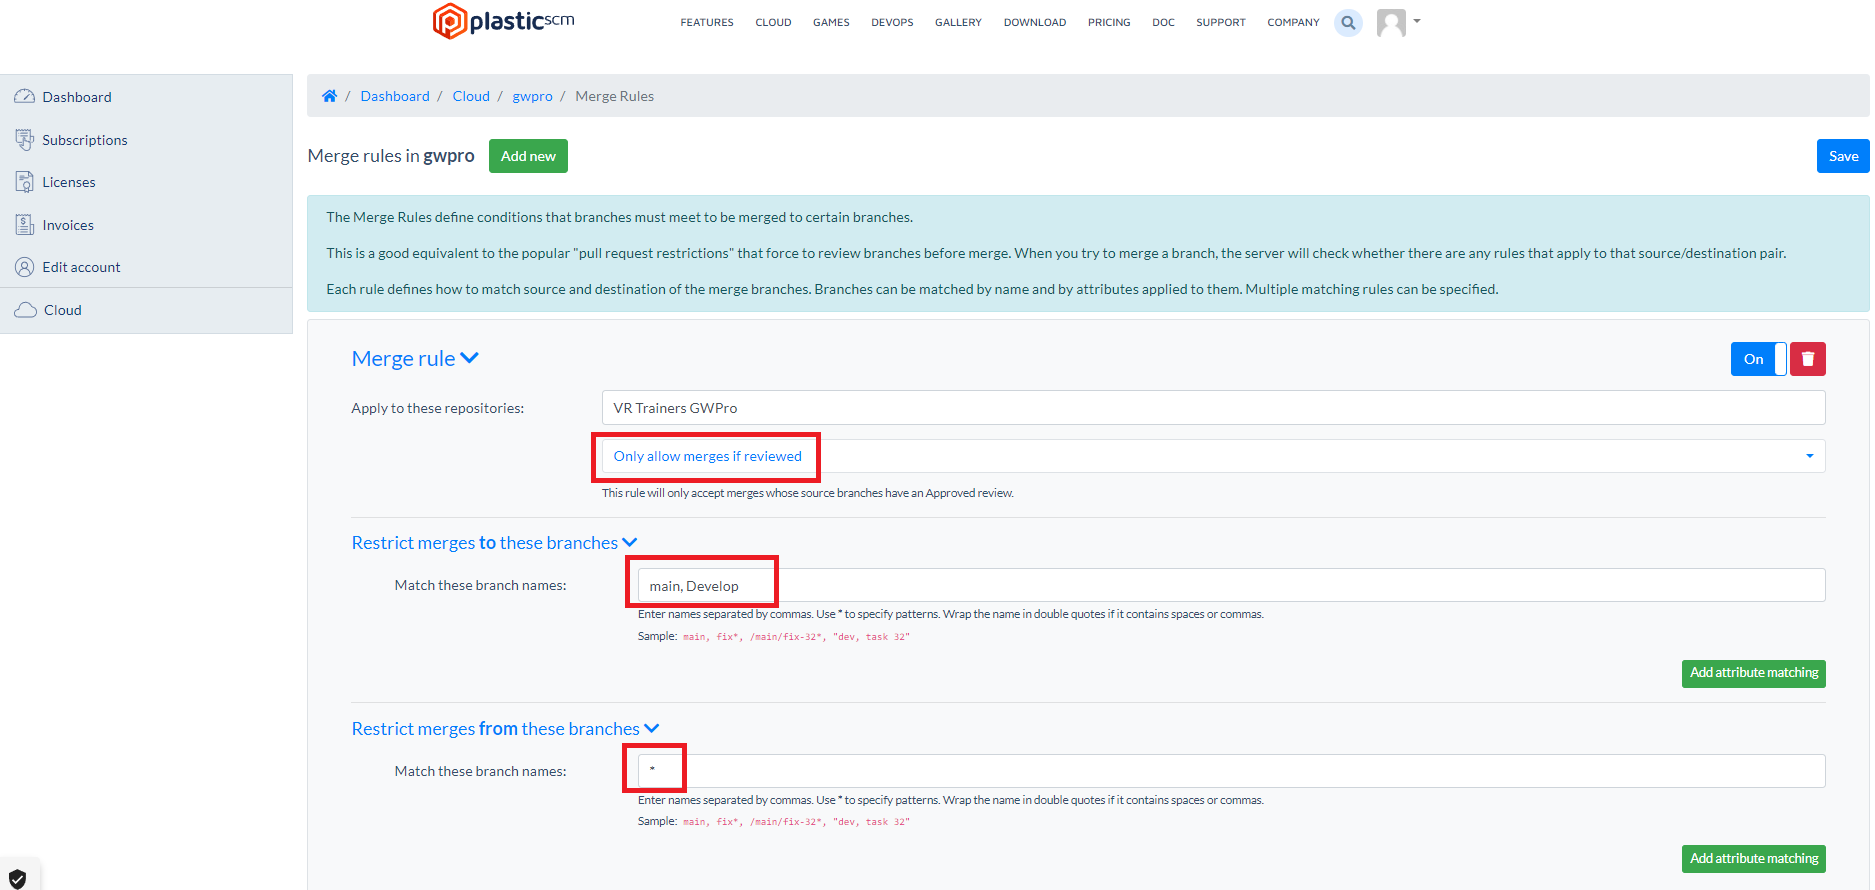 plasticscm
FEATURES CLOUD GAMES DEVOPS GALLERY DOWNLOAD PRICING DOC SUPPORT COMPANY
Dashboard
Subscriptions
Licenses
Invoices
Edit account
Cloud
/ Dashboard / Cloud / gwpro / Merge Rules
Merge rules in gwpro Add new Save
The Merge Rules define conditions that branches must meet to be merged to certain branches.
This is a good equivalent to the popular "pull request restrictions" that force to review branches before merge. When you try to merge a branch, the server will check whether there are any rules that apply to that source/destination pair.
Each rule defines how to match source and destination of the merge branches. Branches can be matched by name and by attributes applied to them. Multiple matching rules can be specified.
Merge rule On
Apply to these repositories: VR Trainers GWPro
Only allow merges if reviewed
This rule will only accept merges whose source branches have an Approved review.
Restrict merges to these branches
Match these branch names: main, Develop
Enter names separated by commas. Use * to specify patterns. Wrap the name in double quotes if it contains spaces or commas.
Sample: main, fix*, /main/fix-32*, "dev, task 32"
Add attribute matching
Restrict merges from these branches
Match these branch names: *
Enter names separated by commas. Use * to specify patterns. Wrap the name in double quotes if it contains spaces or commas.
Sample: main, fix*, /main/fix-32*, "dev, task 32"
Add attribute matching